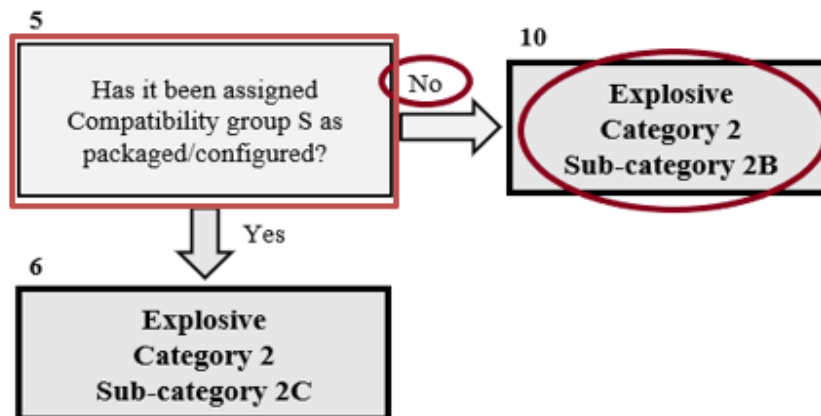 5
Has it been assigned
Compatibility group S as
packaged/configured?
No
10
Explosive
Category 2
Sub-category 2B
Yes
6
Explosive
Category 2
Sub-category 2C